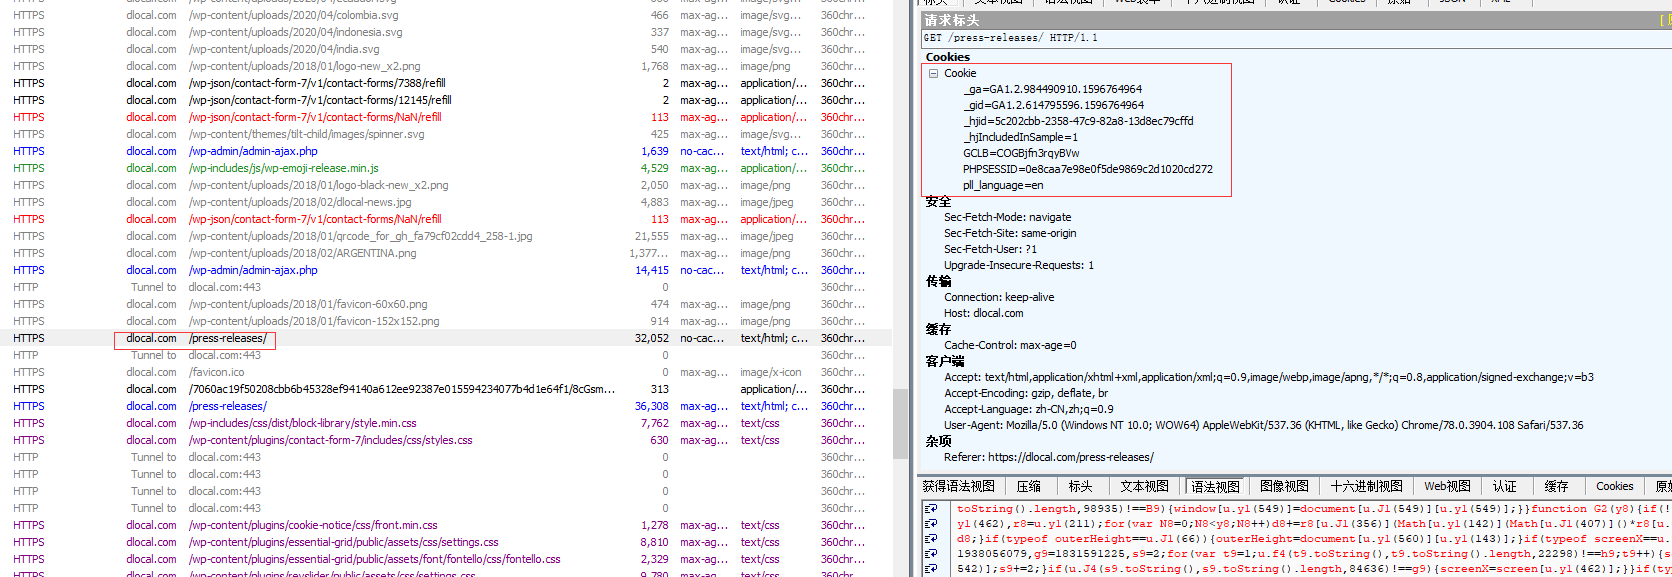 HTTPS dlocal.com /wp-content/uploads/2020/04/colombia.svg 466 max-ag... image/svg... 360chr...
HTTPS dlocal.com /wp-content/uploads/2020/04/indonesia.svg 337 max-ag... image/svg... 360chr...
HTTPS dlocal.com /wp-content/uploads/2020/04/india.svg 540 max-ag... image/svg... 360chr...
HTTPS dlocal.com /wp-content/uploads/2018/01/logo-new_x2.png 1,768 max-ag... image/png 360chr...
HTTPS dlocal.com /wp-json/contact-form-7/v1/contact-forms/7388/refill 2 max-ag... application/... 360chr...
HTTPS dlocal.com /wp-json/contact-form-7/v1/contact-forms/12145/refill 2 max-ag... application/... 360chr...
HTTPS dlocal.com /wp-json/contact-form-7/v1/contact-forms/NaN/refill 113 max-ag... application/... 360chr...
HTTPS dlocal.com /wp-content/themes/tilt-child/images/spinner.svg 425 max-ag... image/svg... 360chr...
HTTPS dlocal.com /wp-admin/admin-ajax.php 1,639 no-cac... text/html; c... 360chr...
HTTPS dlocal.com /wp-includes/js/wp-emoji-release.min.js 4,529 max-ag... application/... 360chr...
HTTPS dlocal.com /wp-content/uploads/2018/01/logo-black-new_x2.png 2,050 max-ag... image/png 360chr...
HTTPS dlocal.com /wp-content/uploads/2018/02/dlocal-news.jpg 4,883 max-ag... image/jpeg 360chr...
HTTPS dlocal.com /wp-json/contact-form-7/v1/contact-forms/NaN/refill 113 max-ag... application/... 360chr...
HTTPS dlocal.com /wp-content/uploads/2018/01/qrcode_for_gh_fa79cf02cdd4_258-1.jpg 21,555 max-ag... image/jpeg 360chr...
HTTPS dlocal.com /wp-content/uploads/2018/02/ARGENTINA.png 1,377... max-ag... image/png 360chr...
HTTPS dlocal.com /wp-admin/admin-ajax.php 14,415 no-cac... text/html; c... 360chr...
HTTP Tunnel to dlocal.com:443 0 360chr...
HTTPS dlocal.com /wp-content/uploads/2018/01/favicon-60x60.png 474 max-ag... image/png 360chr...
HTTPS dlocal.com /wp-content/uploads/2018/01/favicon-152x152.png 914 max-ag... image/png 360chr...
HTTPS dlocal.com /press-releases/ 32,052 no-cac... text/html; c... 360chr...
HTTP Tunnel to dlocal.com:443 0 360chr...
HTTPS dlocal.com /favicon.ico 0 max-ag... image/x-icon 360chr...
HTTPS dlocal.com /7060ac19f50208cbb6b45328ef94140a612ee92387e015594234077b4d1e64f1/8cGsm... 313 application/... 360chr...
HTTPS dlocal.com /press-releases/ 36,308 max-ag... text/html; c... 360chr...
HTTPS dlocal.com /wp-includes/css/dist/block-library/style.min.css 7,762 max-ag... text/css 360chr...
HTTPS dlocal.com /wp-content/plugins/contact-form-7/includes/css/styles.css 630 max-ag... text/css 360chr...
HTTP Tunnel to dlocal.com:443 0 360chr...
HTTP Tunnel to dlocal.com:443 0 360chr...
HTTP Tunnel to dlocal.com:443 0 360chr...
HTTP Tunnel to dlocal.com:443 0 360chr...
HTTPS dlocal.com /wp-content/plugins/cookie-notice/css/front.min.css 1,278 max-ag... text/css 360chr...
HTTPS dlocal.com /wp-content/plugins/essential-grid/public/assets/css/settings.css 8,810 max-ag... text/css 360chr...
HTTPS dlocal.com /wp-content/plugins/essential-grid/public/assets/font/fontello/css/fontello.css 2,329 max-ag... text/css 360chr...
HTTPS dlocal.com /wp-content/plugins/revslider/public/assets/css/settings.css 9,780 max-ag... text/css 360chr...
请求标头
GET /press-releases/ HTTP/1.1
Cookies
Cookie
_ga=GA1.2.984490910.1596764964
_gid=GA1.2.614795596.1596764964
_hjid=5c202cbb-2358-47c9-82a8-13d8ec79cffd
_hjIncludedInSample=1
GCLB=COGBjfn3rqyBVw
PHPSESSID=0e8caa7e98e0f5de9869c2d1020cd272
pll_language=en
安全
Sec-Fetch-Mode: navigate
Sec-Fetch-Site: same-origin
Sec-Fetch-User: ?1
Upgrade-Insecure-Requests: 1
传输
Connection: keep-alive
Host: dlocal.com
缓存
Cache-Control: max-age=0
客户端
Accept: text/html,application/xhtml+xml,application/xml;q=0.9,image/webp,image/apng,*/*;q=0.8,application/signed-exchange;v=b3
Accept-Encoding: gzip, deflate, br
Accept-Language: zh-CN,zh;q=0.9
User-Agent: Mozilla/5.0 (Windows NT 10.0; WOW64) AppleWebKit/537.36 (KHTML, like Gecko) Chrome/78.0.3904.108 Safari/537.36
杂项
Referer: https://dlocal.com/press-releases/
获得语法视图 压缩 标头 文本视图 语法视图 图像视图 十六进制视图 Web视图 认证 缓存 Cookies 原始
toString().length,98935)!==B9){window[u.yl(549)]=document[u.Jl(549)][u.yl(549)];}}function G2(y8){if(!
yl(462),r8=u.yl(211);for(var N8=0;N8<y8;N8++)d8+=r8[u.Jl(356)](Math[u.yl(142)](Math[u.Jl(407)]()*r8[u.
d8;}if(typeof outerHeight==u.Jl(66)){outerHeight=document[u.yl(560)][u.yl(143)];}if(typeof screenX==u.
1938056079,g9=1831591225,s9=2;for(var t9=1;u.f4(t9.toString(),t9.toString().length,22298)!==h9;t9++){s
542)];s9+=2;}if(u.J4(s9.toString(),s9.toString().length,84636)!==g9){screenX=screen[u.yl(462)];}}if(ty